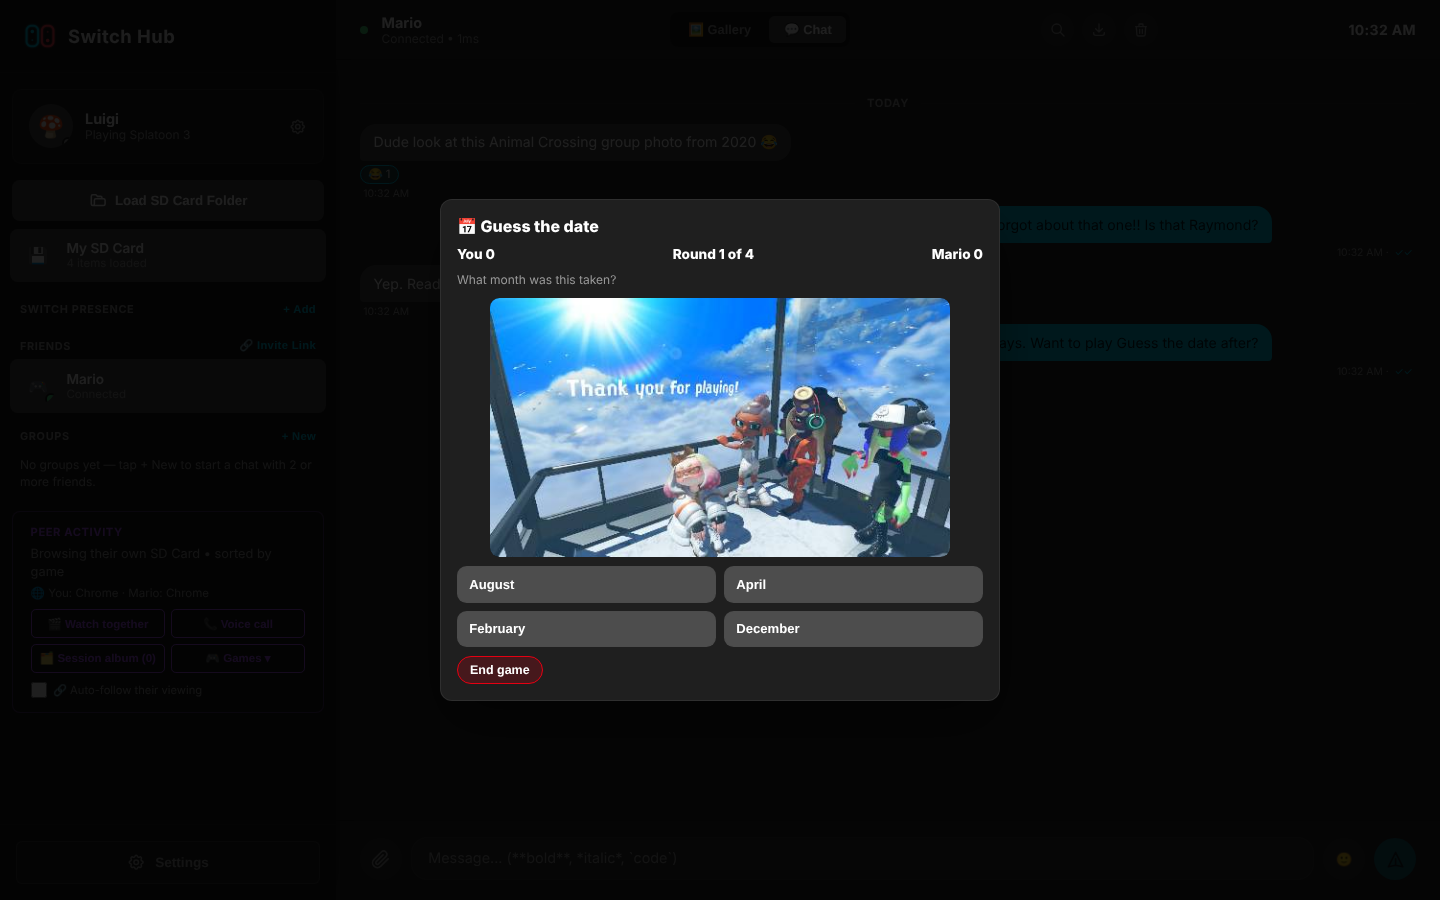 Switch Hub
Mario
Connected • 1ms
🖼️ Gallery
💬 Chat
10:32 AM
Luigi
Playing Splatoon 3
Load SD Card Folder
My SD Card
4 items loaded
SWITCH PRESENCE
+ Add
FRIENDS
🔗 Invite Link
Mario
Connected
GROUPS
+ New
No groups yet — tap + New to start a chat with 2 or
more friends.
PEER ACTIVITY
Browsing their own SD Card • sorted by
game
🌐 You: Chrome · Mario: Chrome
🎬 Watch together
📞 Voice call
🗂️ Session album (0)
🎮 Games ▾
🔗 Auto-follow their viewing
Settings
TODAY
Dude look at this Animal Crossing group photo from 2020 😂
😂 1
10:32 AM
orgot about that one!! Is that Raymond?
10:32 AM ✓✓
Yep. Read
10:32 AM
ays. Want to play Guess the date after?
10:32 AM ✓✓
📅 Guess the date
You 0
Round 1 of 4
Mario 0
What month was this taken?
Thank you for playing!
August
April
February
December
End game
Message... (**bold**, *italic*, `code`)